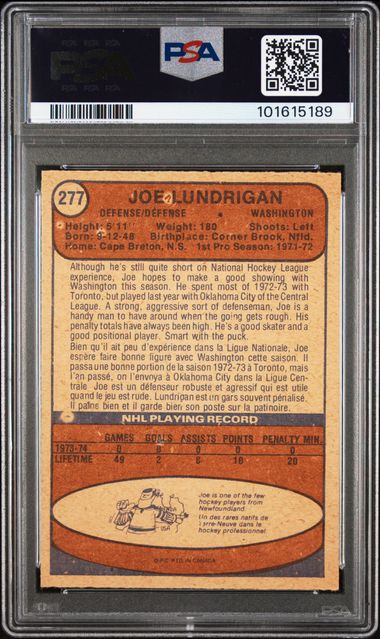 PSA
PSA
101615189
277
JOE LUNDRIGAN
DEFENSE/DÉFENSE • WASHINGTON
Height: 5'11" Weight: 180 Shoots: Left
Born: 9-12-48 Birthplace: Corner Brook, Nfld.
Home: Cape Breton, N.S. 1st Pro Season: 1971-72
Although he's still quite short on National Hockey League
experience, Joe hopes to make a good showing with
Washington this season. He spent most of 1972-73 with
Toronto, but played last year with Oklahoma City of the Central
League. A strong, aggressive sort of defenseman, Joe is a
handy man to have around when the going gets rough. His
penalty totals have always been high. He's a good skater and a
good positional player. Smart with the puck.
Bien qu'il ait peu d'expérience dans la Ligue Nationale, Joe
espère faire bonne figure avec Washington cette saison. Il
passa une bonne portion de la saison 1972-73 à Toronto, mais
l'an passé, on l'envoya à Oklahoma City dans la Ligue Cen-
trale. Joe est un défenseur robuste et agressif qui est utile
quand le jeu est rude. Lundrigan est un gars souvent pénalisé.
Il patine bien et il garde bien son poste sur la patinoire.
NHL PLAYING RECORD
GAMES GOALS ASSISTS POINTS PENALTY MIN.
1973-74 0 0 0 0 0
LIFETIME 49 2 8 10 20
Joe is one of the few
hockey players from
Newfoundland
Un des rares natifs de
Terre-Neuve dans le
hockey professionnel
USA
PTD. IN CANADA